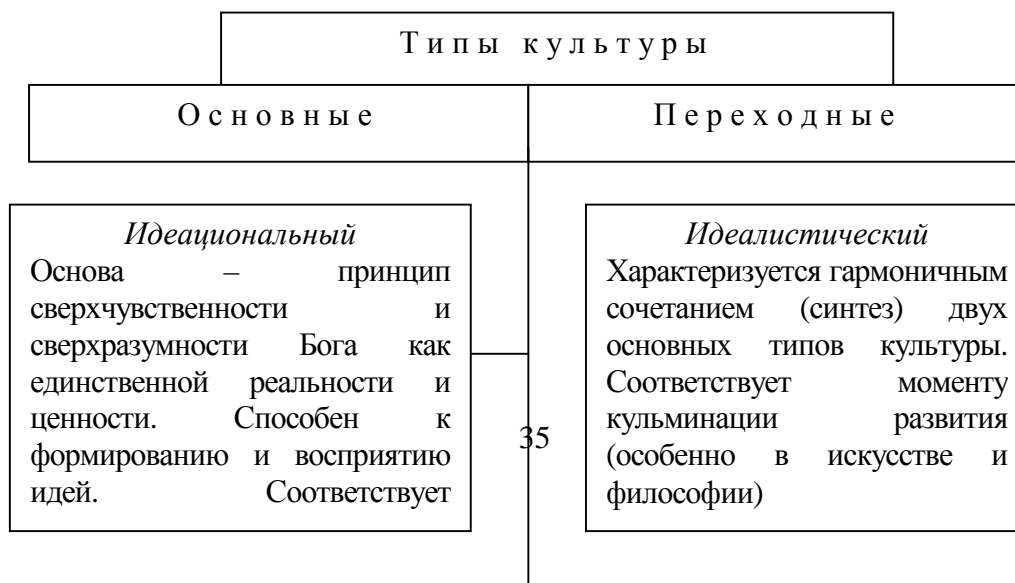 35
Типы культуры
Основные
Переходные
Идеациональный
Основа – принцип
сверхчувственности и
сверхразумности Бога как
единственной реальности и
ценности. Способен к
формированию и восприятию
идей. Соответствует
Идеалистический
Характеризуется гармоничным
сочетанием (синтез) двух
основных типов культуры.
Соответствует моменту
кульминации развития
(особенно в искусстве и
философии)
35